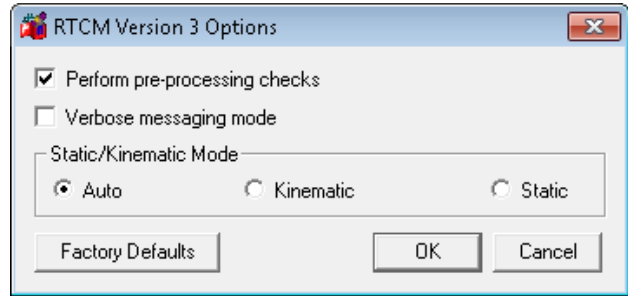 RTCM Version 3 Options
Perform pre-processing checks
Verbose messaging mode
Static/Kinematic Mode
Auto Kinematic Static
Factory Defaults OK Cancel